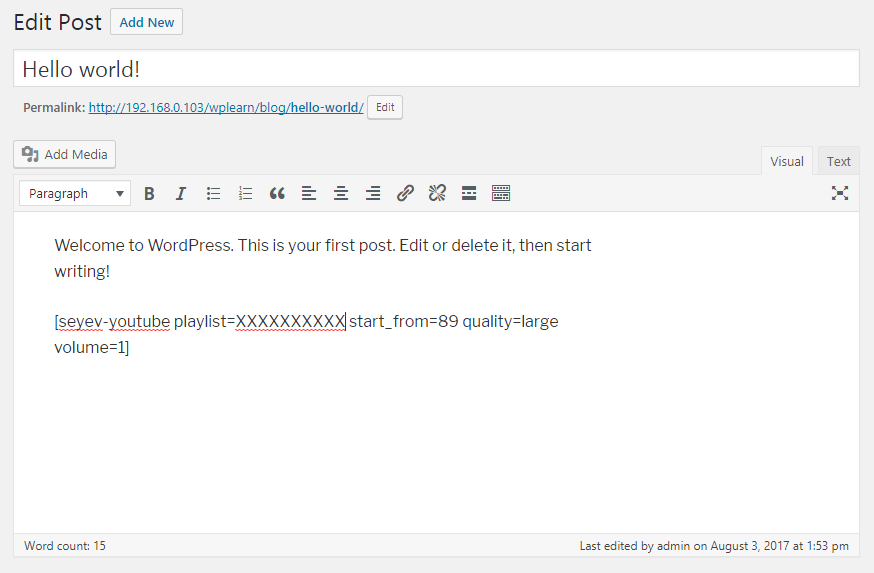 Edit Post Add New
Hello world!
Permalink: http://192.168.0.103/wplearn/blog/hello-world/ Edit
Add Media Visual Text
Paragraph B I
Welcome to WordPress. This is your first post. Edit or delete it, then start
writing!
[seyev-youtube playlist=XXXXXXXXXX start_from=89 quality=large
volume=1]
Word count: 15 Last edited by admin on August 3, 2017 at 1:53 pm